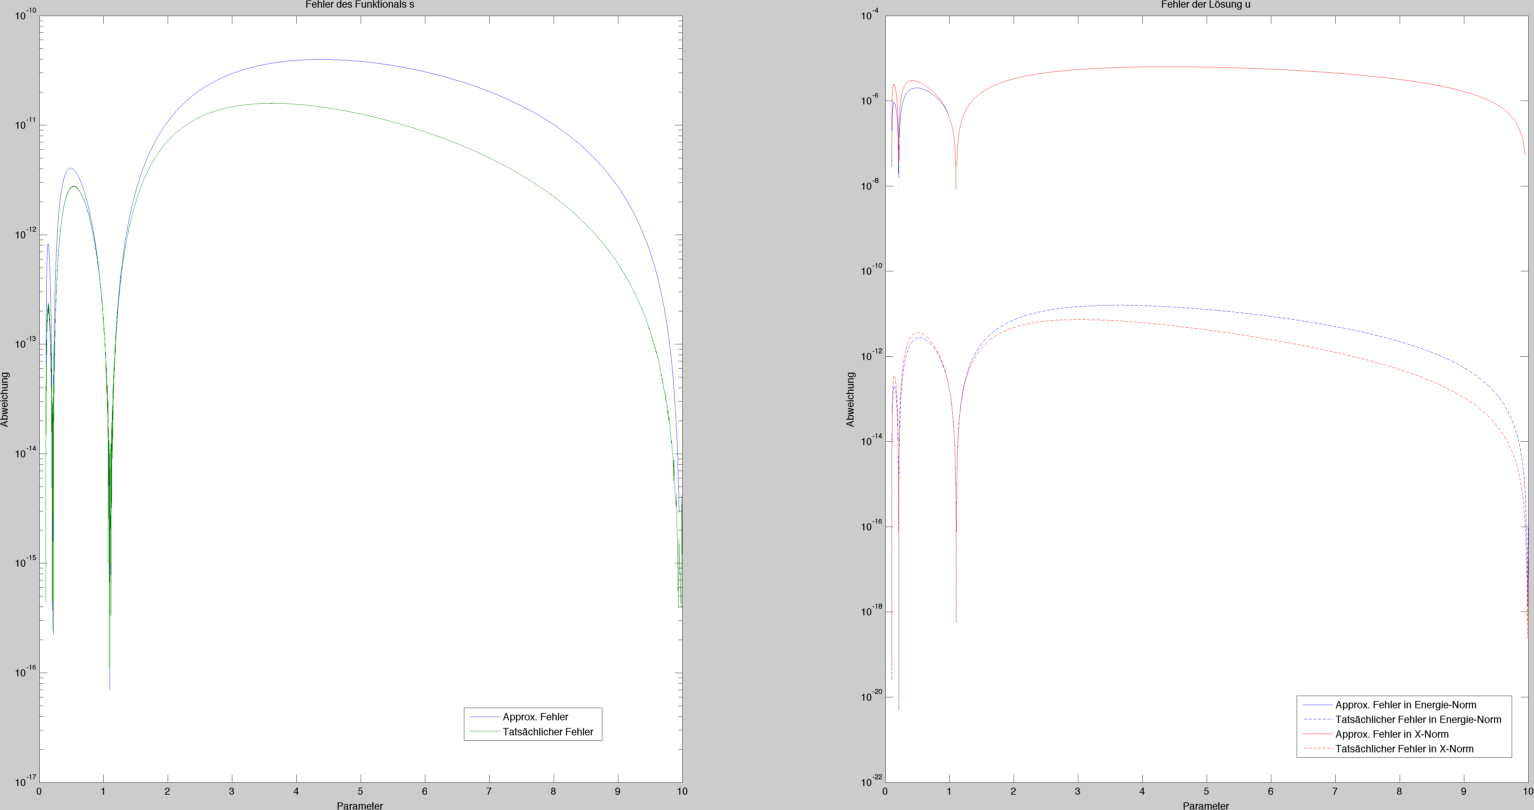 Fehler des Funktionals s
10^-10
10^-11
10^-12
10^-13
10^-14
10^-15
10^-16
10^-17
Abweichung
0 1 2 3 4 5 6 7 8 9 10
Parameter
Approx. Fehler
Tatsächlicher Fehler
Fehler der Lösung u
10^-4
10^-6
10^-8
10^-10
10^-12
10^-14
10^-16
10^-18
10^-20
10^-22
Abweichung
0 1 2 3 4 5 6 7 8 9 10
Parameter
Approx. Fehler in Energie-Norm
Tatsächlicher Fehler in Energie-Norm
Approx. Fehler in X-Norm
Tatsächlicher Fehler in X-Norm